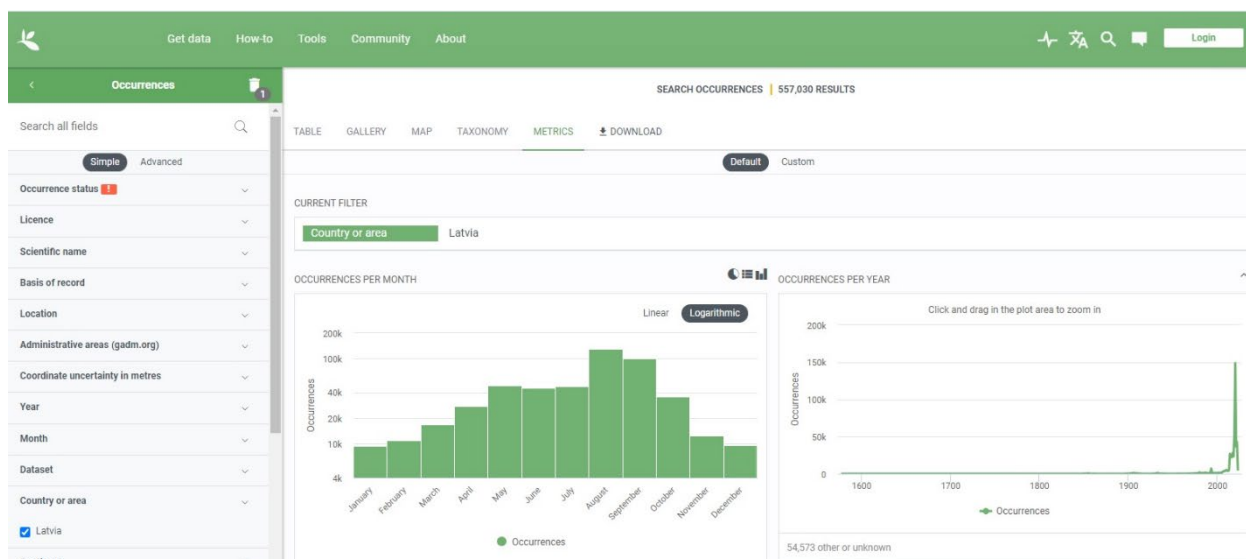 Get data How-to Tools Community About
Login
Occurrences
1
Search all fields
Simple Advanced
Occurrence status !
Licence
Scientific name
Basis of record
Location
Administrative areas (gadm.org)
Coordinate uncertainty in metres
Year
Month
Dataset
Country or area
Latvia
SEARCH OCCURRENCES | 557,030 RESULTS
TABLE GALLERY MAP TAXONOMY METRICS DOWNLOAD
Default Custom
CURRENT FILTER
Country or area Latvia
OCCURRENCES PER MONTH
Linear Logarithmic
200k
100k
40k
20k
10k
4k
Occurrences
January February March April May June July August September October November December
Occurrences
OCCURRENCES PER YEAR
Click and drag in the plot area to zoom in
200k
150k
100k
50k
0
Occurrences
1600 1700 1800 1900 2000
Occurrences
54,573 other or unknown